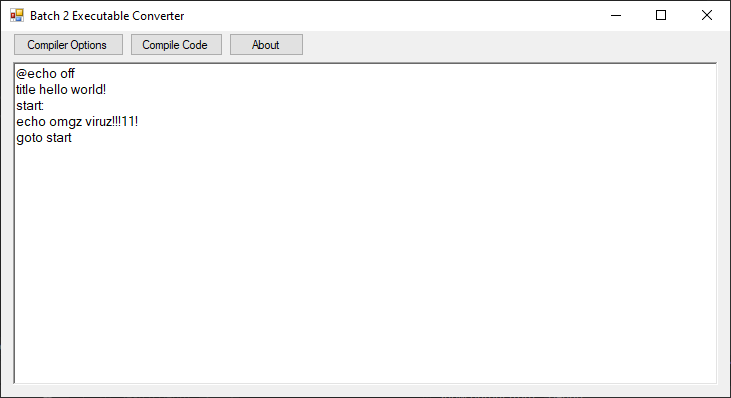 Batch 2 Executable Converter
Compiler Options Compile Code About
@echo off
title hello world!
start:
echo omgz viruz!!!11!
goto start